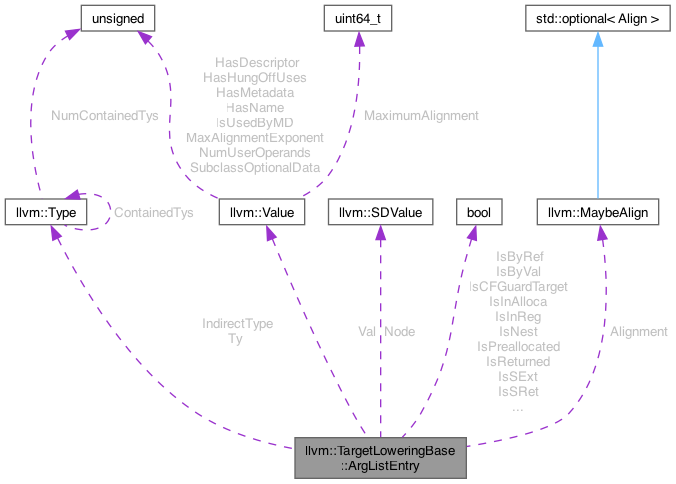 unsigned
uint64_t
std::optional< Align >
HasDescriptor
HasHungOffUses
HasMetadata
HasName
IsUsedByMD
MaxAlignmentExponent
NumUserOperands
SubclassOptionalData
NumContainedTys
MaximumAlignment
llvm::Type
ContainedTys
llvm::Value
llvm::SDValue
bool
llvm::MaybeAlign
IndirectType
Ty
Val
Node
IsByRef
IsByVal
IsCFGuardTarget
IsInAlloca
IsInReg
IsNest
IsPreallocated
IsReturned
IsSExt
IsSRet
...
Alignment
llvm::TargetLoweringBase
::ArgListEntry